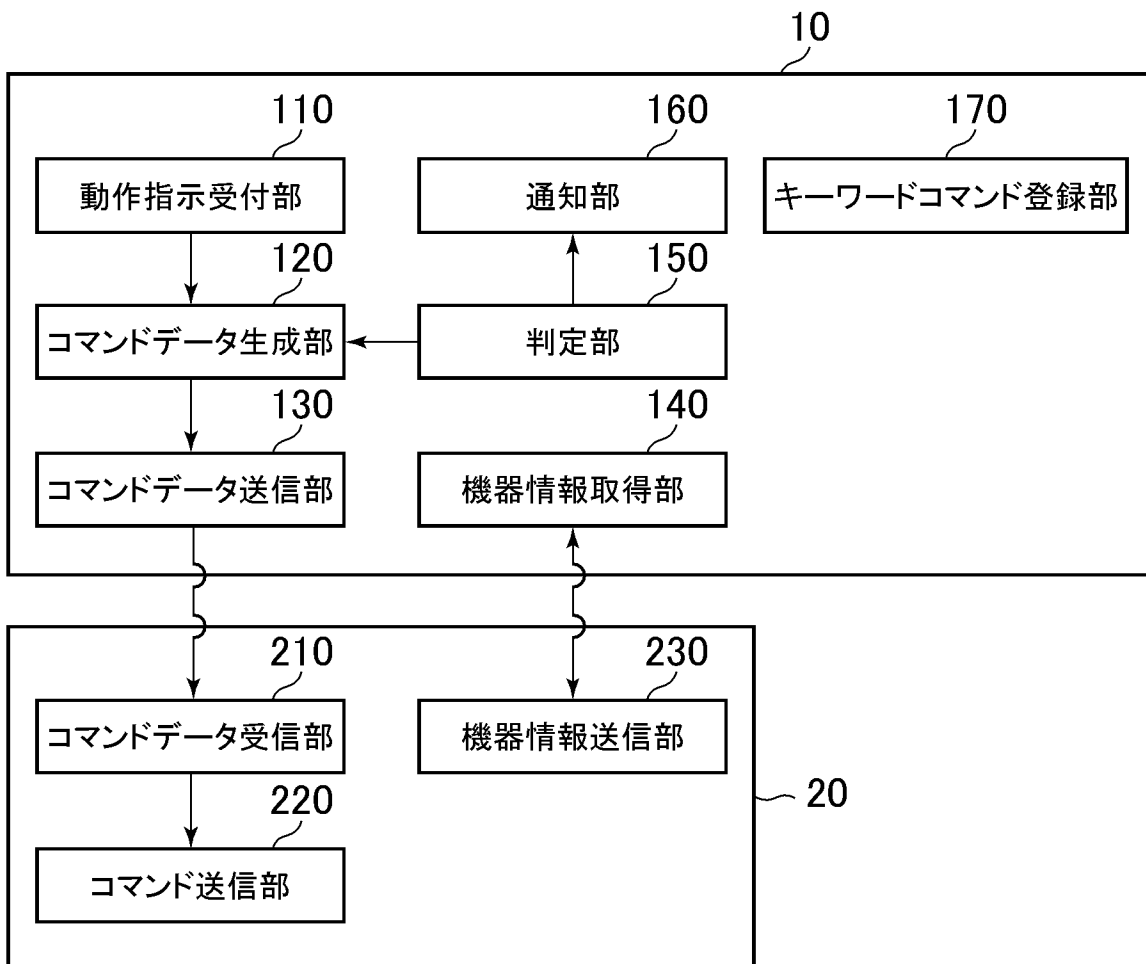 10
110
160
170
動作指示受付部
通知部
キーワードコマンド登録部
120
150
コマンドデータ生成部
判定部
130
140
コマンドデータ送信部
機器情報取得部
210
230
コマンドデータ受信部
機器情報送信部
20
220
コマンド送信部